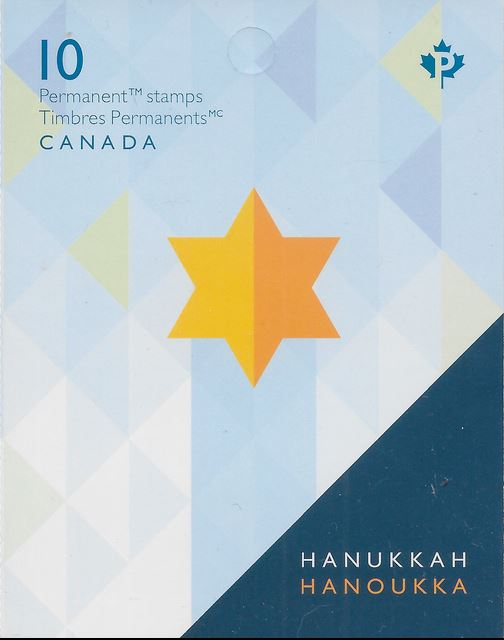 10
Permanent™ stamps
Timbres Permanents MC
CANADA
P
HANUKKAH
HANOUKKA